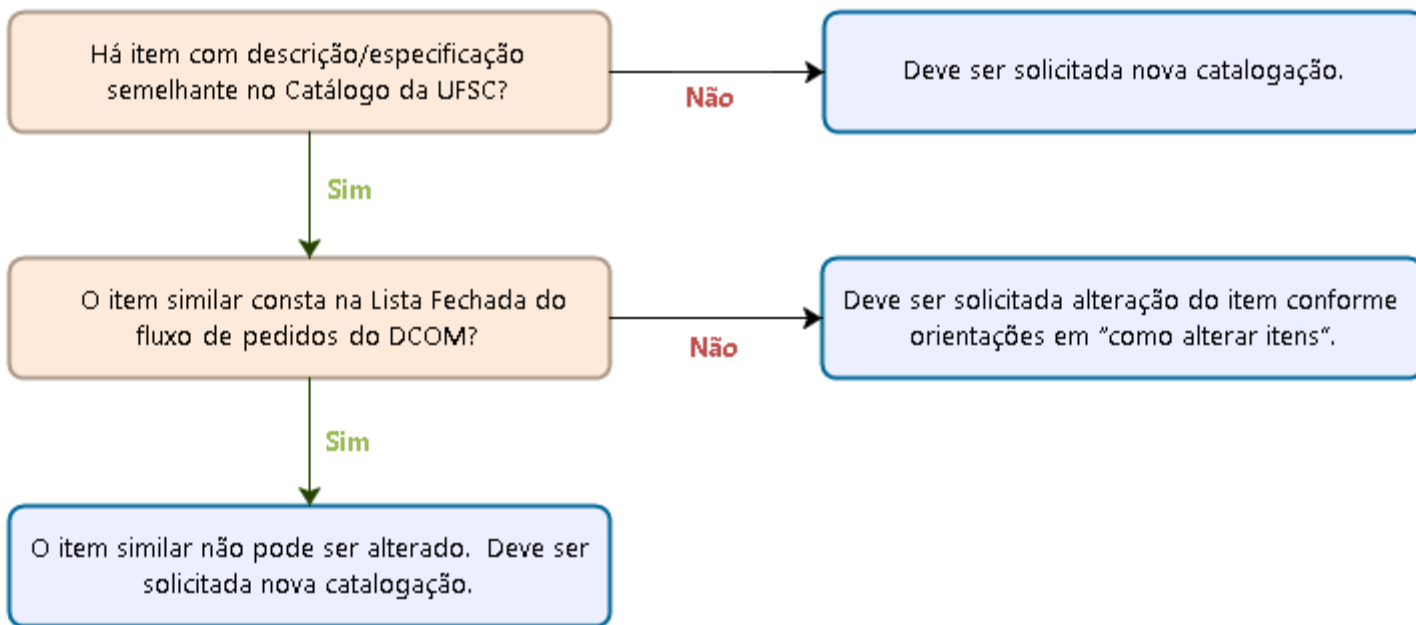 Há item com descrição/especificação
semelhante no Catálogo da UFSC?
Não
Deve ser solicitada nova catalogação.
Sim
O item similar consta na Lista Fechada do
fluxo de pedidos do DCOM?
Não
Deve ser solicitada alteração do item conforme
orientações em “como alterar itens“.
Sim
O item similar não pode ser alterado.  Deve ser
solicitada nova catalogação.